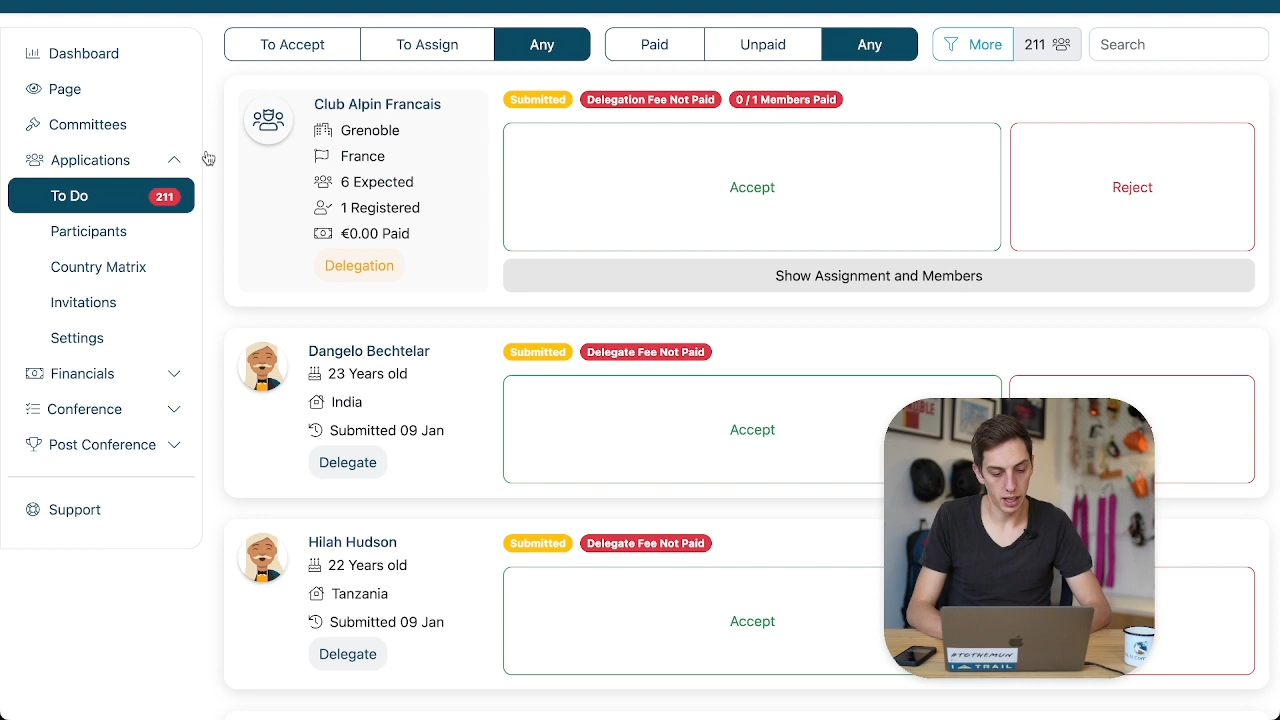 Dashboard
Page
Committees
Applications
To Do 211
Participants
Country Matrix
Invitations
Settings
Financials
Conference
Post Conference
Support
To Accept To Assign Any Paid Unpaid Any More 211 Search
Club Alpin Francais
Grenoble
France
6 Expected
1 Registered
€0.00 Paid
Delegation
Submitted Delegation Fee Not Paid 0 / 1 Members Paid
Accept Reject
Show Assignment and Members
Dangelo Bechtelar
23 Years old
India
Submitted 09 Jan
Delegate
Submitted Delegate Fee Not Paid
Accept
Hilah Hudson
22 Years old
Tanzania
Submitted 09 Jan
Delegate
Submitted Delegate Fee Not Paid
Accept
#TOTHEMUN
TRAIL